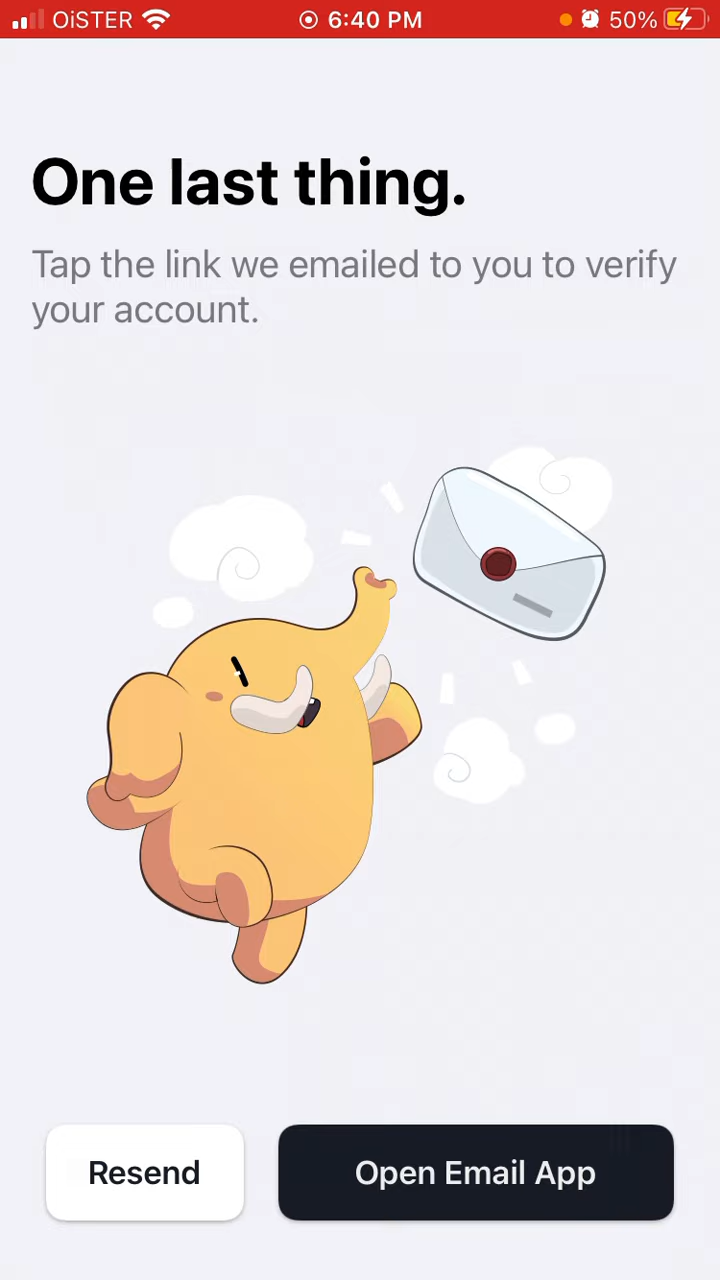 OiSTER 6:40 PM 50%
One last thing.
Tap the link we emailed to you to verify
your account.
Resend Open Email App